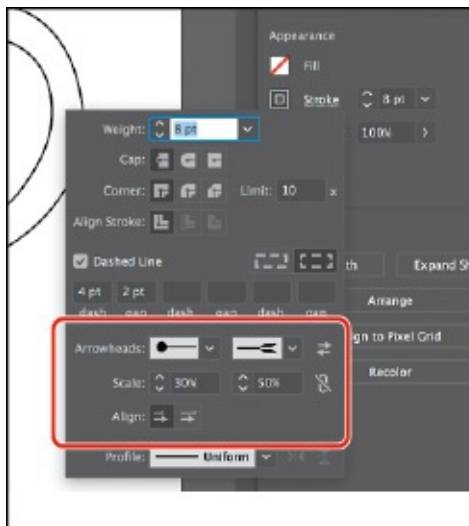 Appearance
Fill
Stroke 8 pt
100%
Weight: 8 pt
Cap:
Corner: Limit: 10 x
Align Stroke:
Dashed Line
4 pt 2 pt
dash gap dash gap dash gap
th Expand Sh
Arrange
gn to Pixel Grid
Recolor
Arrowheads:
Scale: 30% 50%
Align:
Profile: Uniform